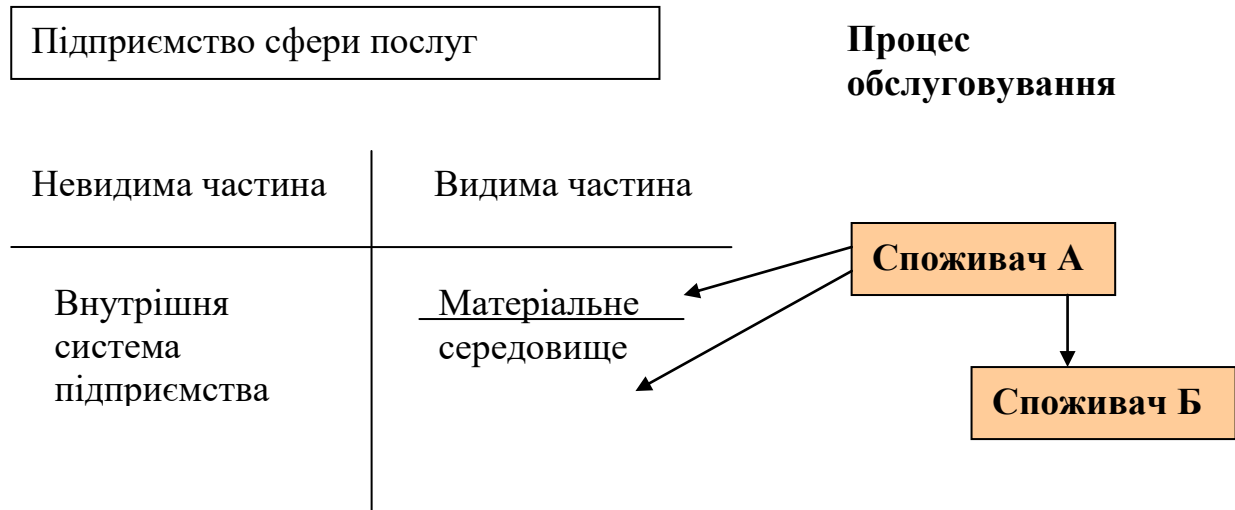 Підприємство сфери послуг
Процес
обслуговування
Невидима частина
Видима частина
Споживач А
Внутрішня
система
підприємства
Матеріальне
середовище
Споживач Б